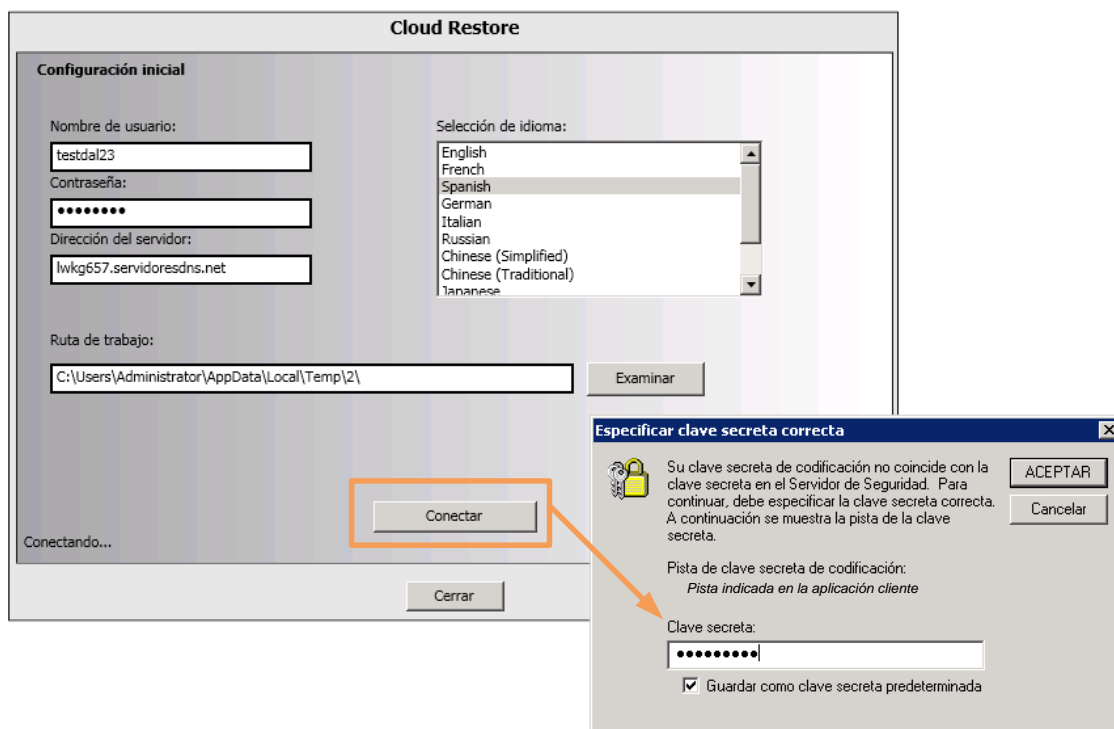 Cloud Restore
Configuración inicial
Nombre de usuario:
testdal23
Contraseña:
••••••••
Dirección del servidor:
lwkg657.servidoresdns.net
Selección de idioma:
English
French
Spanish
German
Italian
Russian
Chinese (Simplified)
Chinese (Traditional)
Japanese
Ruta de trabajo:
C:\Users\Administrator\AppData\Local\Temp\2\
Examinar
Conectar
Conectando...
Cerrar
Especificar clave secreta correcta
Su clave secreta de codificación no coincide con la
clave secreta en el Servidor de Seguridad. Para
continuar, debe especificar la clave secreta correcta.
A continuación se muestra la pista de la clave
secreta.
ACEPTAR
Cancelar
Pista de clave secreta de codificación:
Pista indicada en la aplicación cliente
Clave secreta:
•••••••••
Guardar como clave secreta predeterminada